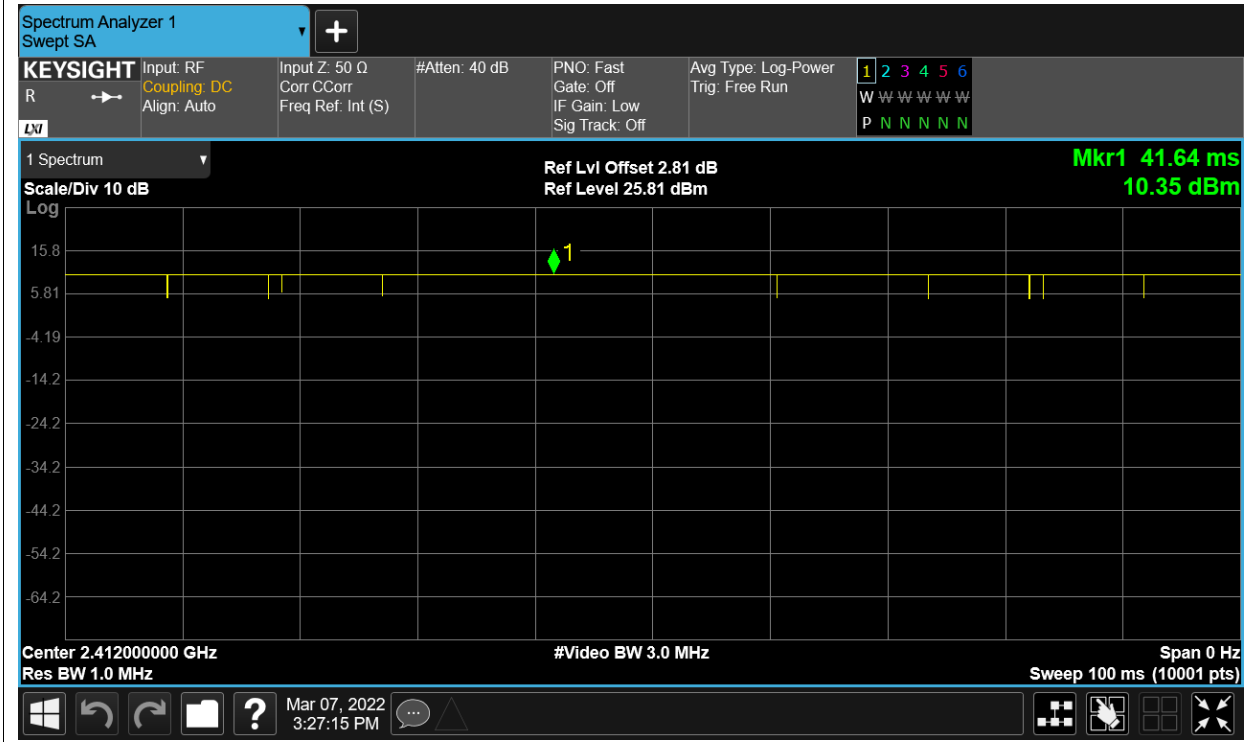 Spectrum Analyzer 1
Swept SA
+
KEYSIGHT
R
LXI
Input: RF
Coupling: DC
Align: Auto
Input Z: 50 Ω
Corr CCorr
Freq Ref: Int (S)
#Atten: 40 dB
PNO: Fast
Gate: Off
IF Gain: Low
Sig Track: Off
Avg Type: Log-Power
Trig: Free Run
1 2 3 4 5 6
W W W W W W
P N N N N N
1 Spectrum
Scale/Div 10 dB
Ref Lvl Offset 2.81 dB
Ref Level 25.81 dBm
Mkr1 41.64 ms
10.35 dBm
Log
1
15.8
5.81
-4.19
-14.2
-24.2
-34.2
-44.2
-54.2
-64.2
Center 2.412000000 GHz
#Video BW 3.0 MHz
Span 0 Hz
Res BW 1.0 MHz
Sweep 100 ms (10001 pts)
?
Mar 07, 2022
3:27:15 PM